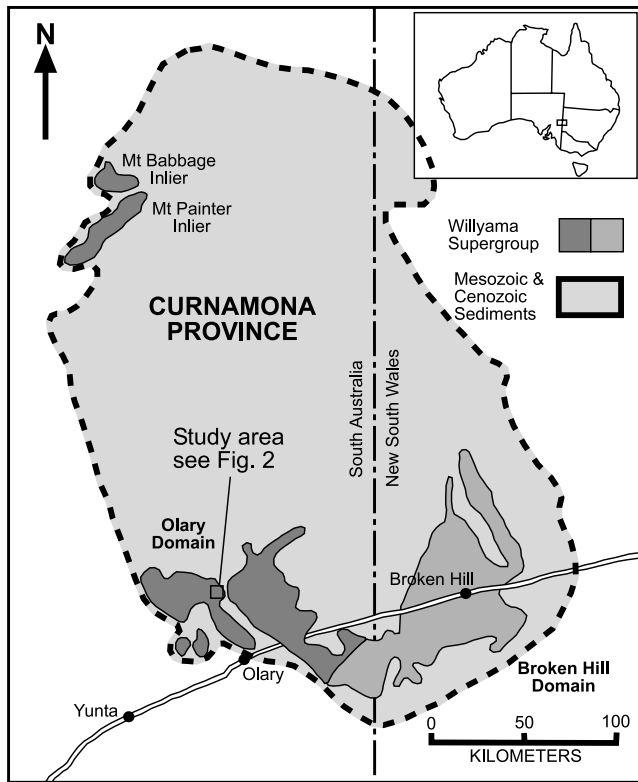 N
Mt Babbage
Inlier
Mt Painter
Inlier
Willyama
Supergroup
Mesozoic &
Cenozoic
Sediments
CURNAMONA
PROVINCE
South Australia
New South Wales
Study area
see Fig. 2
Olary
Domain
Broken Hill
Olary
Broken Hill
Domain
Yunta
0 50 100
KILOMETERS